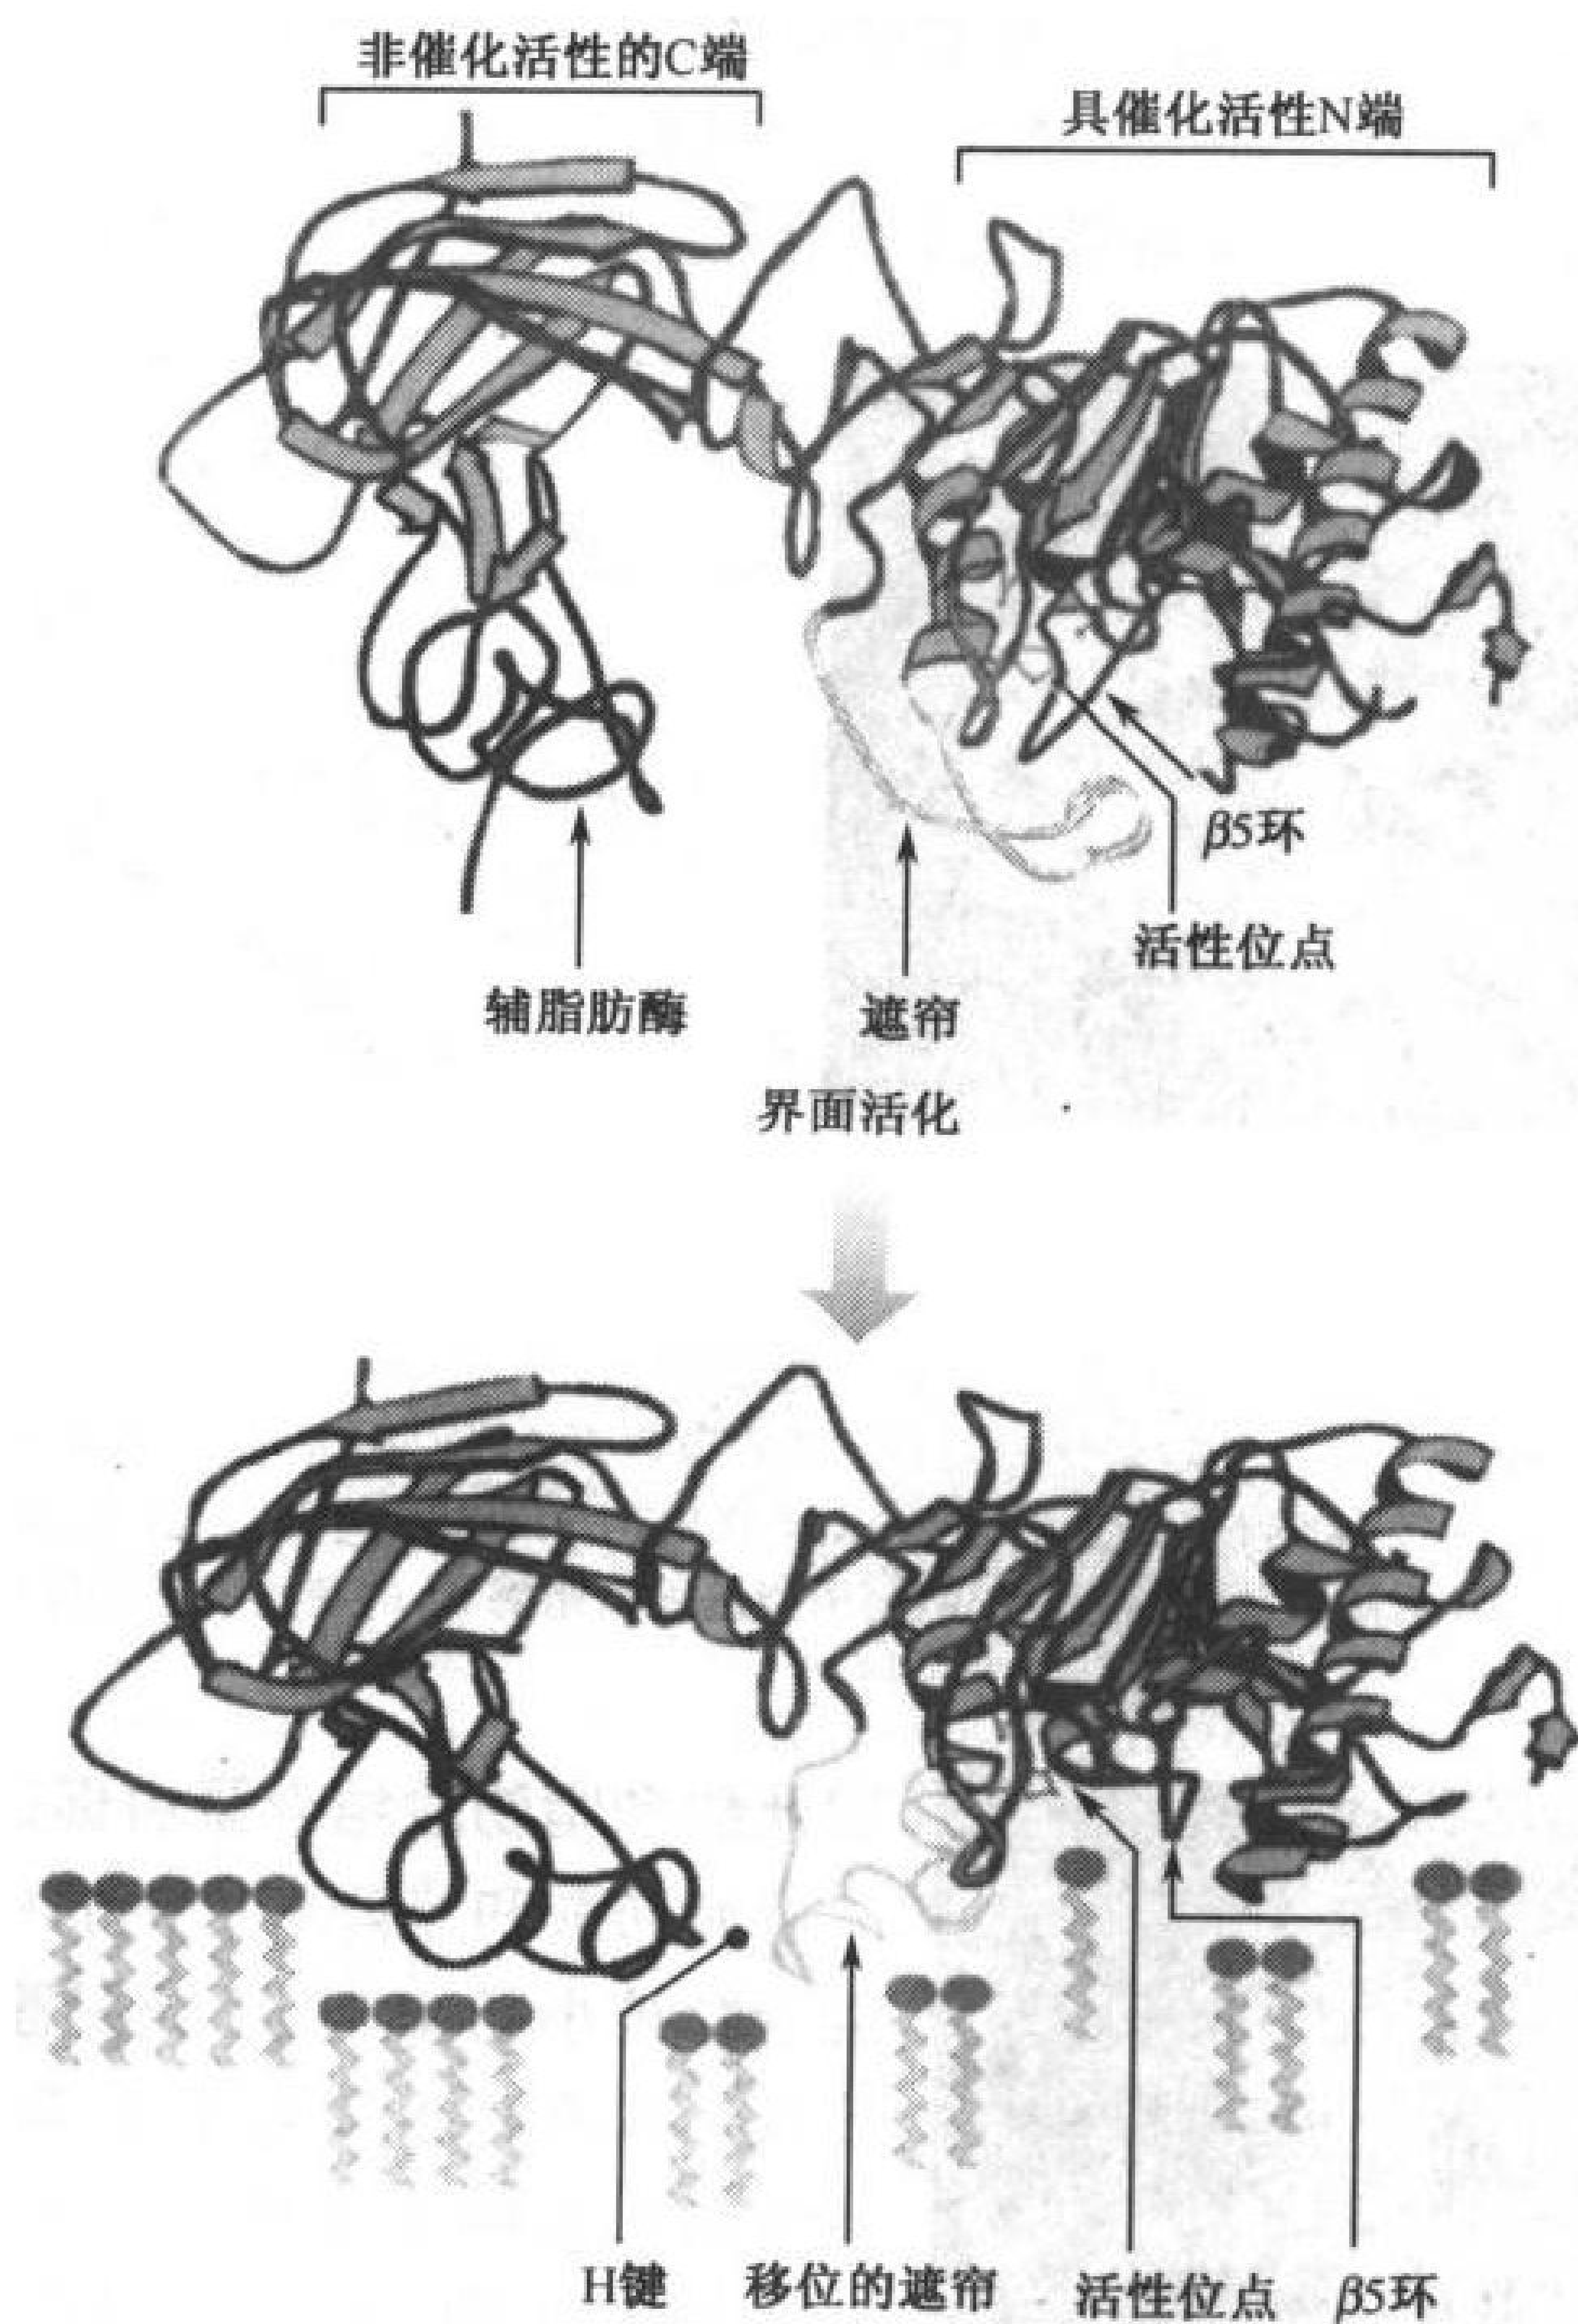 非催化活性的C端
具催化活性N端
β5环
活性位点
辅脂肪酶
遮帘
界面活化
H键
移位的遮帘
活性位点
β5环